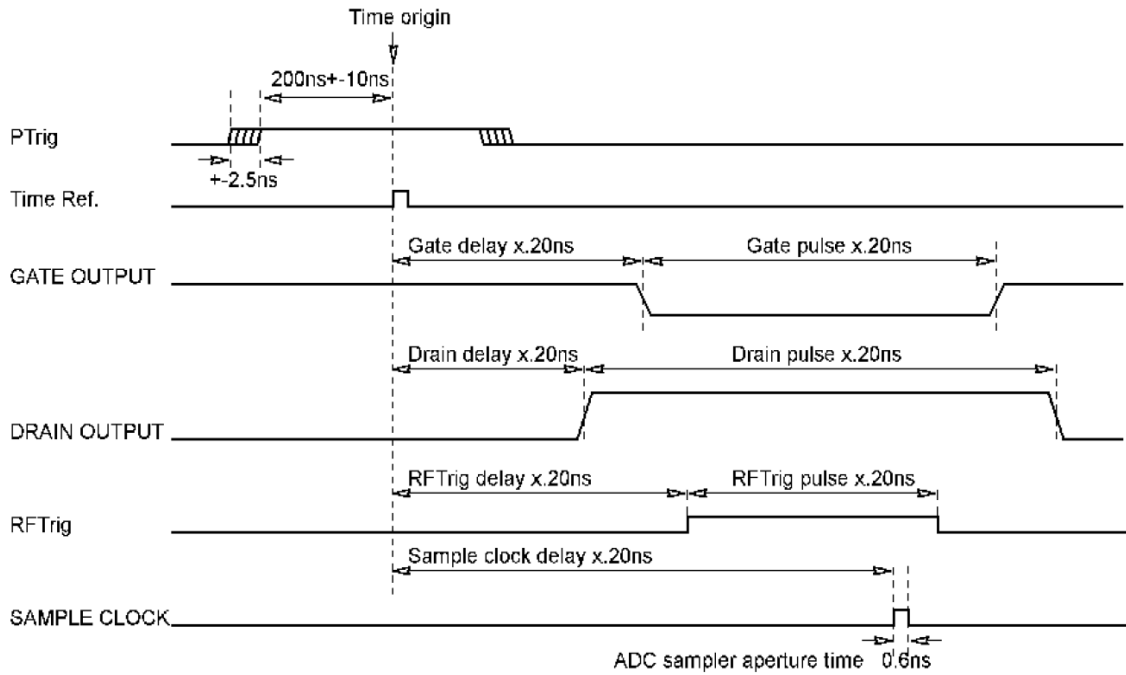 Time origin
200ns+-10ns
PTrig
+-2.5ns
Time Ref.
Gate delay x.20ns
Gate pulse x.20ns
GATE OUTPUT
Drain delay x.20ns
Drain pulse x.20ns
DRAIN OUTPUT
RFTrig delay x.20ns
RFTrig pulse x.20ns
RFTrig
Sample clock delay x.20ns
SAMPLE CLOCK
ADC sampler aperture time 0.6ns